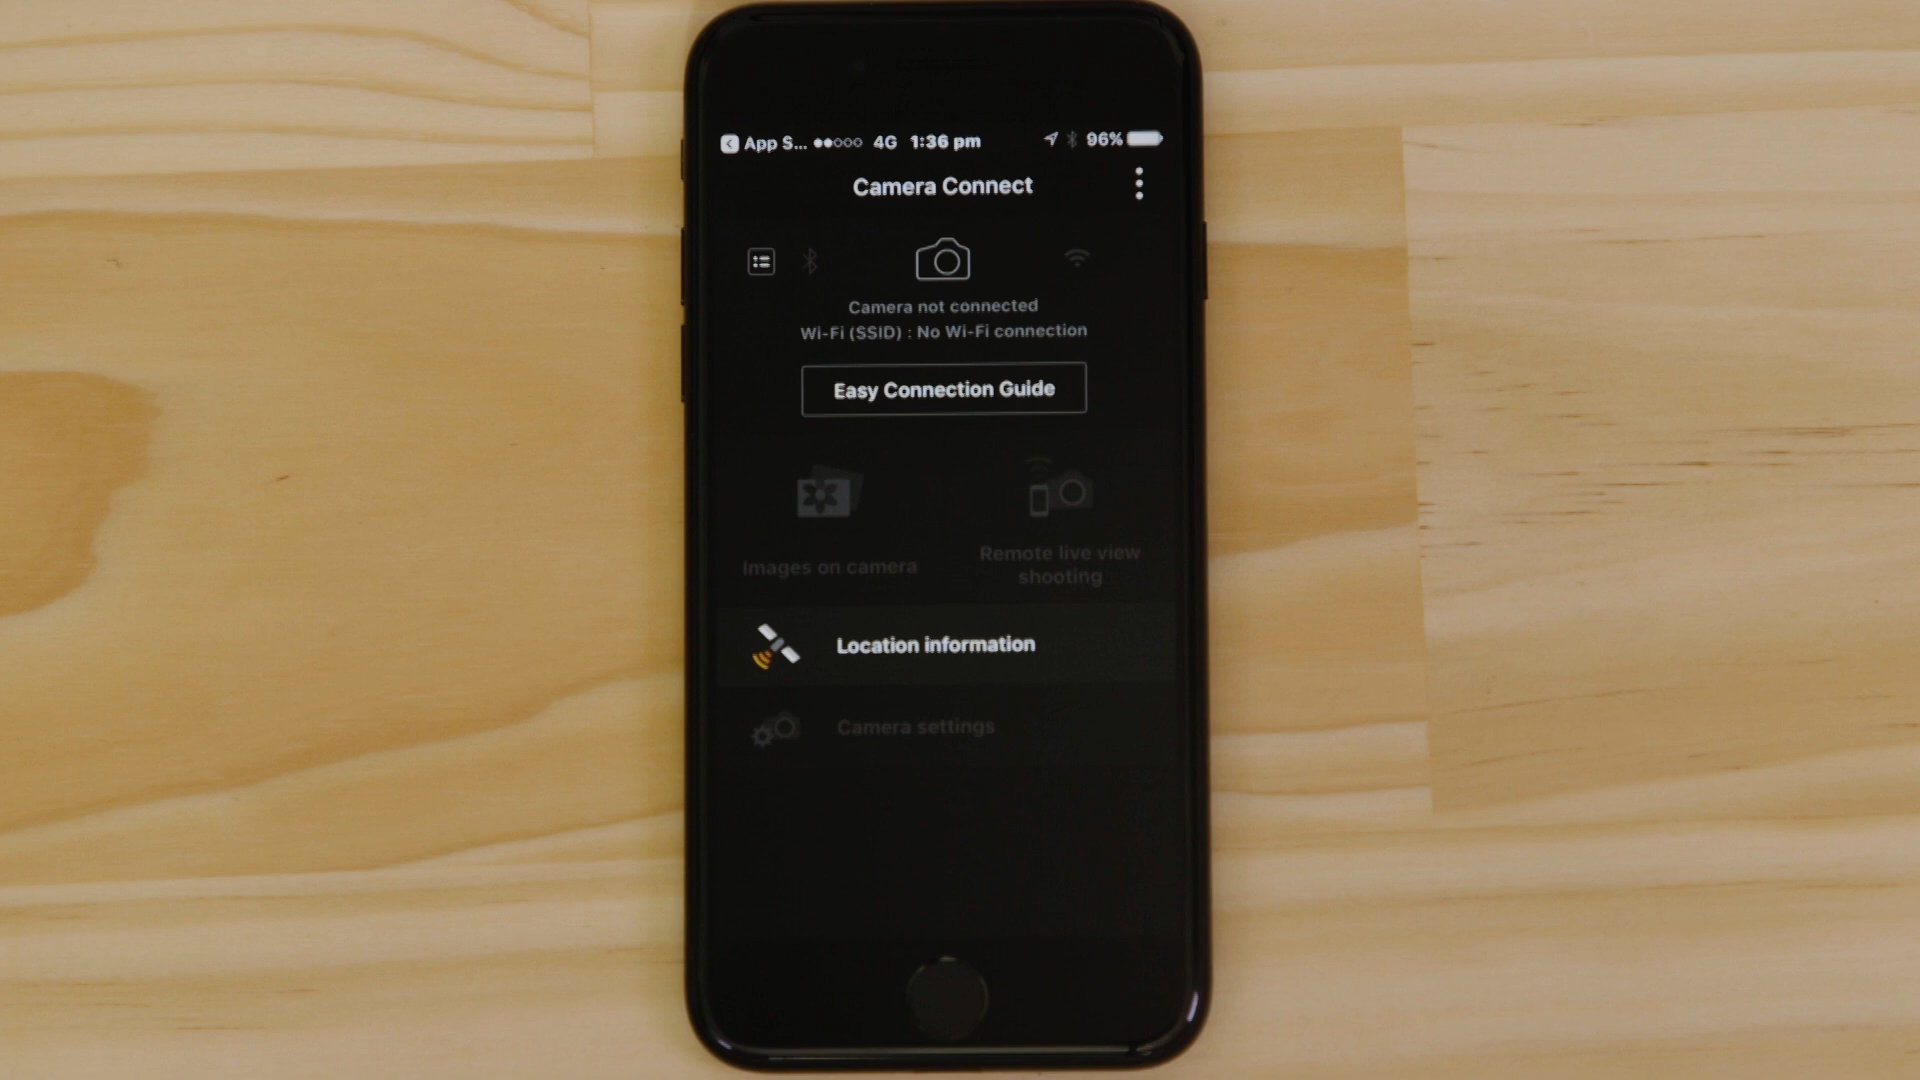 App S... 4G 1:36 pm 96%
Camera Connect
Camera not connected
Wi-Fi (SSID) : No Wi-Fi connection
Easy Connection Guide
Images on camera
Remote live view
shooting
Location information
Camera settings